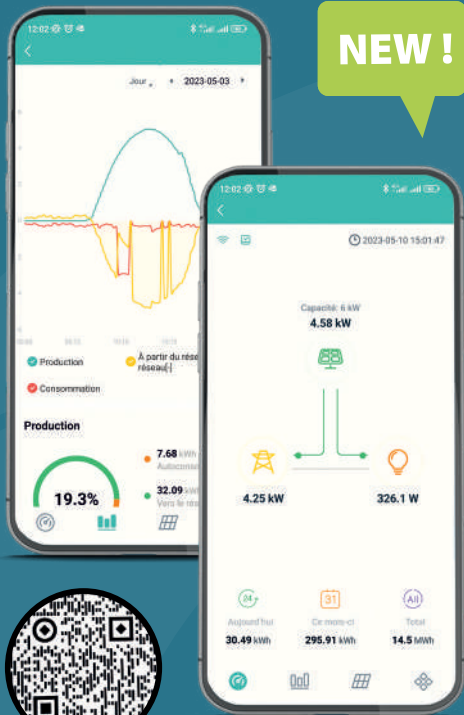 NEW !
12:02
Jour
2023-05-03
Production
À partir du
réseau[-]
Consommation
Production
19.3%
7.68 kWh
32.09
Vers le
12:02
2023-05-10 15:01:47
Capacité: 6 kW
4.58 kW
4.25 kW
326.1 W
24
31
All
Aujourd'hui
Ce mois-ci
Total
30.49 kWh
295.91 kWh
14.5 MWh